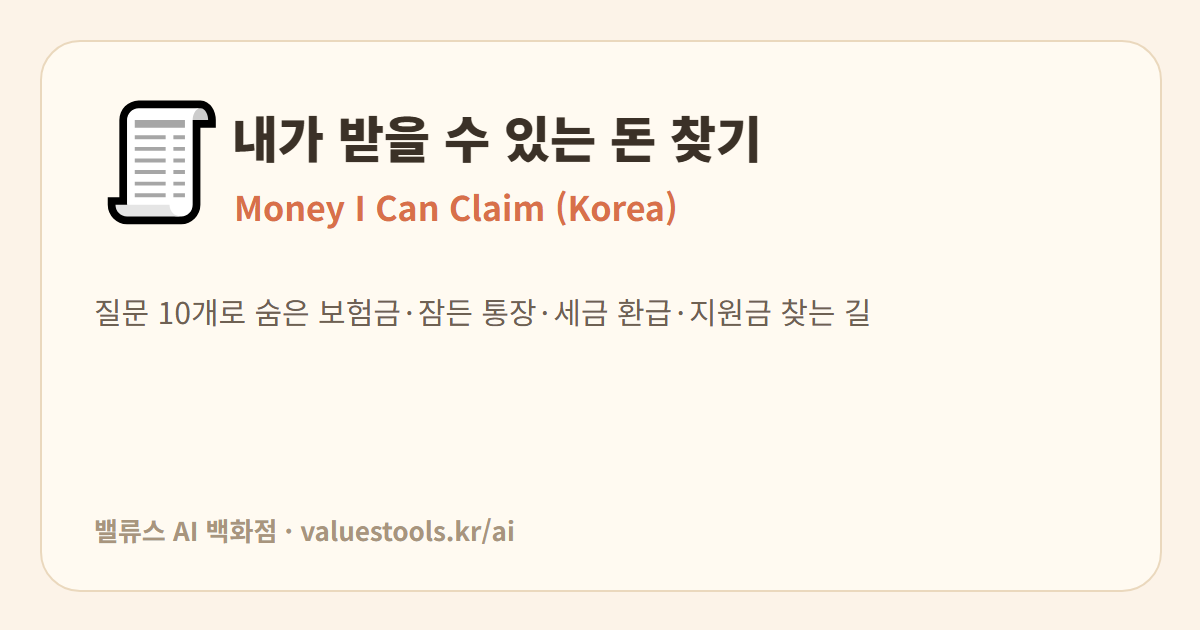 내가 받을 수 있는 돈 찾기
Money I Can Claim (Korea)
질문 10개로 숨은 보험금·잠든 통장·세금 환급·지원금 찾는 길
밸류스 AI 백화점 · valuestools.kr/ai